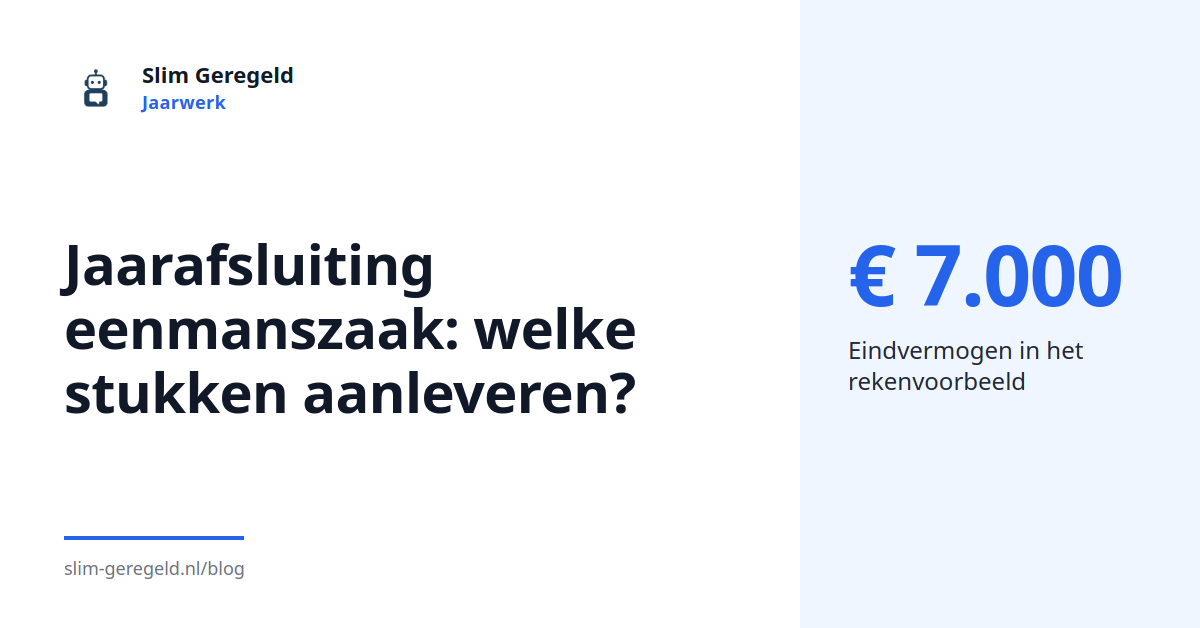 Slim Geregeld
Jaarwerk
Jaarafsluiting
eenmanszaak: welke
stukken aanleveren?
slim-geregeld.nl/blog
€ 7.000
Eindvermogen in het
rekenvoorbeeld